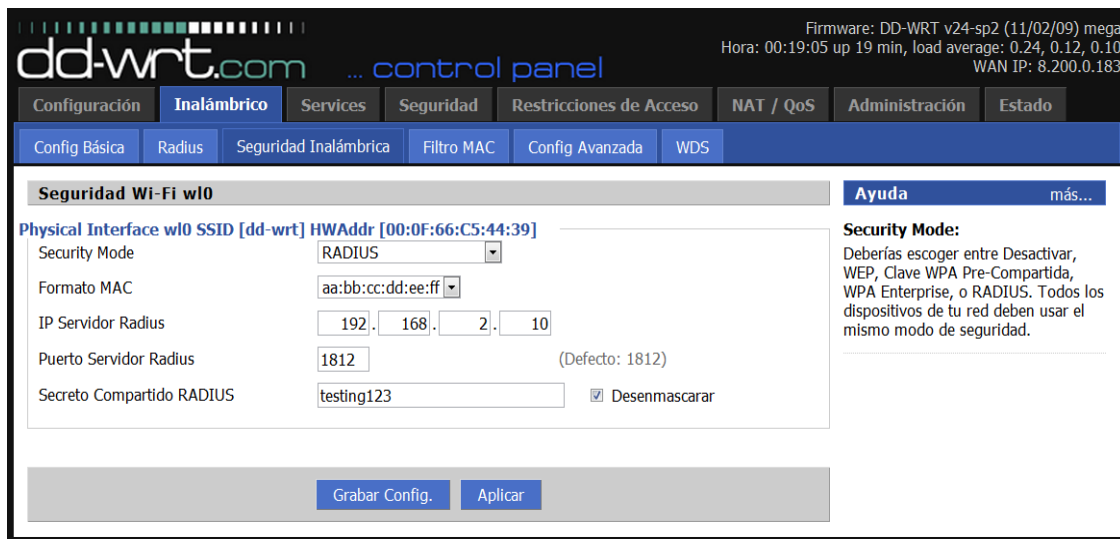 dd-wrt.com ... control panel
Firmware: DD-WRT v24-sp2 (11/02/09) mega
Hora: 00:19:05 up 19 min, load average: 0.24, 0.12, 0.10
WAN IP: 8.200.0.183
Configuración Inalámbrico Services Seguridad Restricciones de Acceso NAT / QoS Administración Estado
Config Básica Radius Seguridad Inalámbrica Filtro MAC Config Avanzada WDS
Seguridad Wi-Fi wl0
Physical Interface wl0 SSID [dd-wrt] HWAddr [00:0F:66:C5:44:39]
Security Mode RADIUS
Formato MAC aa:bb:cc:dd:ee:ff
IP Servidor Radius 192. 168. 2. 10
Puerto Servidor Radius 1812 (Defecto: 1812)
Secreto Compartido RADIUS testing123 Desenmascarar
Grabar Config. Aplicar
Ayuda más...
Security Mode:
Deberías escoger entre Desactivar,
WEP, Clave WPA Pre-Compartida,
WPA Enterprise, o RADIUS. Todos los
dispositivos de tu red deben usar el
mismo modo de seguridad.